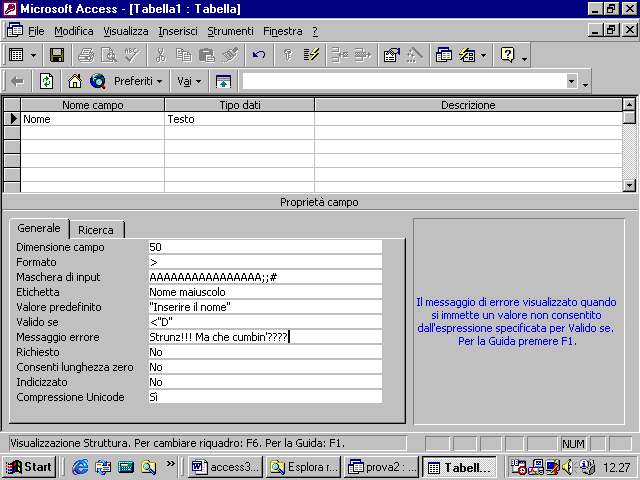 Microsoft Access - [Tabella1 : Tabella]
File Modifica Visualizza Inserisci Strumenti Finestra ?
Preferiti Vai
Nome campo Tipo dati Descrizione
Nome Testo
Proprietà campo
Generale Ricerca
Dimensione campo 50
Formato >
Maschera di input AAAAAAAAAAAAAAAA;;#
Etichetta Nome maiuscolo
Valore predefinito "Inserire il nome"
Valido se <"D"
Messaggio errore Strunz!!! Ma che cumbin'????
Richiesto No
Consenti lunghezza zero No
Indicizzato No
Compressione Unicode Sì
Il messaggio di errore visualizzato quando
si immette un valore non consentito
dall'espressione specificata per Valido se.
Per la Guida premere F1.
Visualizzazione Struttura. Per cambiare riquadro: F6. Per la Guida: F1. NUM
Start » access3... Esplora r... prova2 : ... Tabell... 12.27